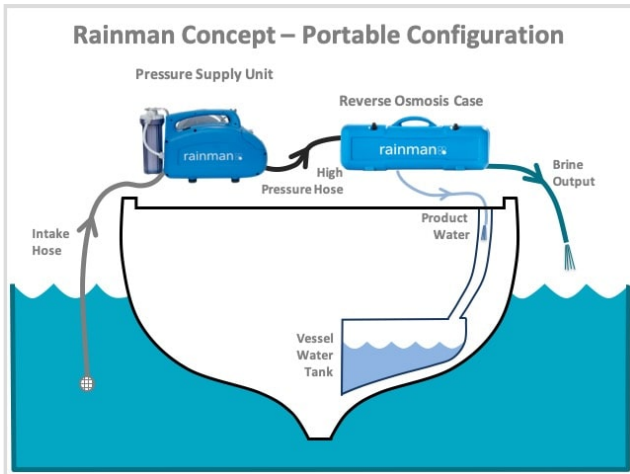 Rainman Concept – Portable Configuration
Pressure Supply Unit
Reverse Osmosis Case
rainman
rainman
High
Pressure Hose
Brine
Output
Intake
Hose
Product
Water
Vessel
Water
Tank